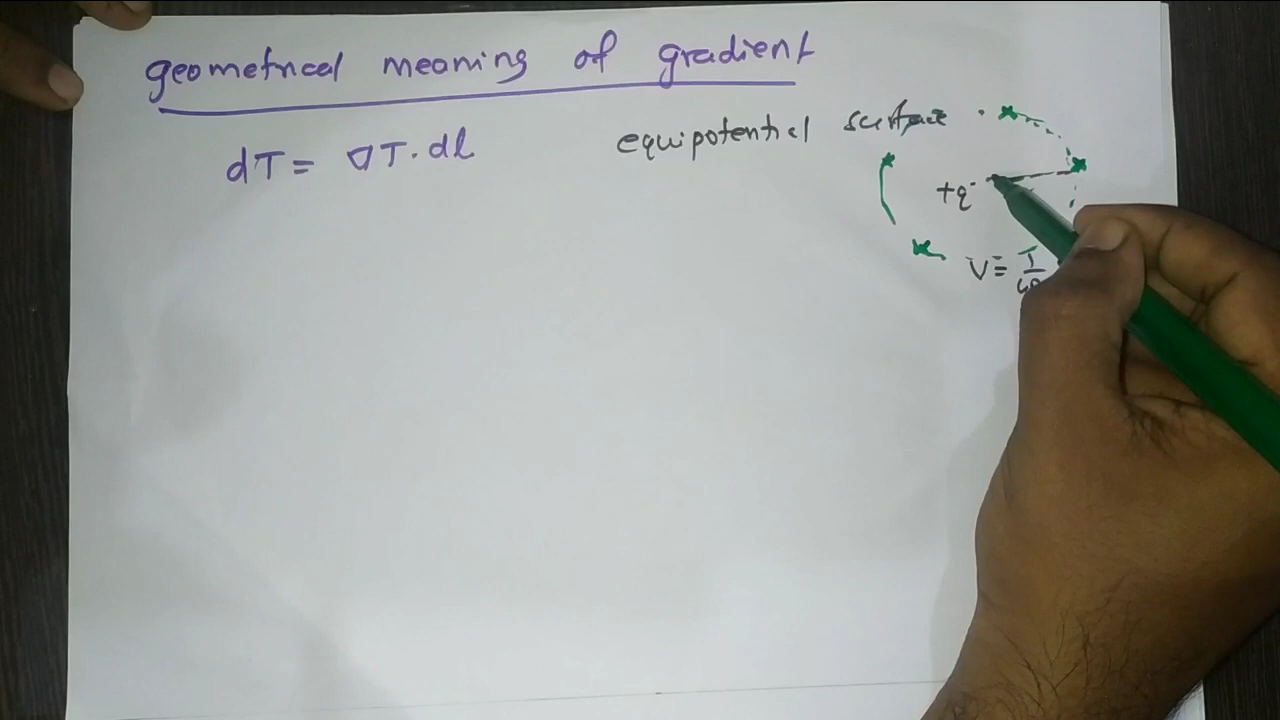 geometrical meaning of gradient
dT = ∇T. dl
equipotential surface
+q
V =